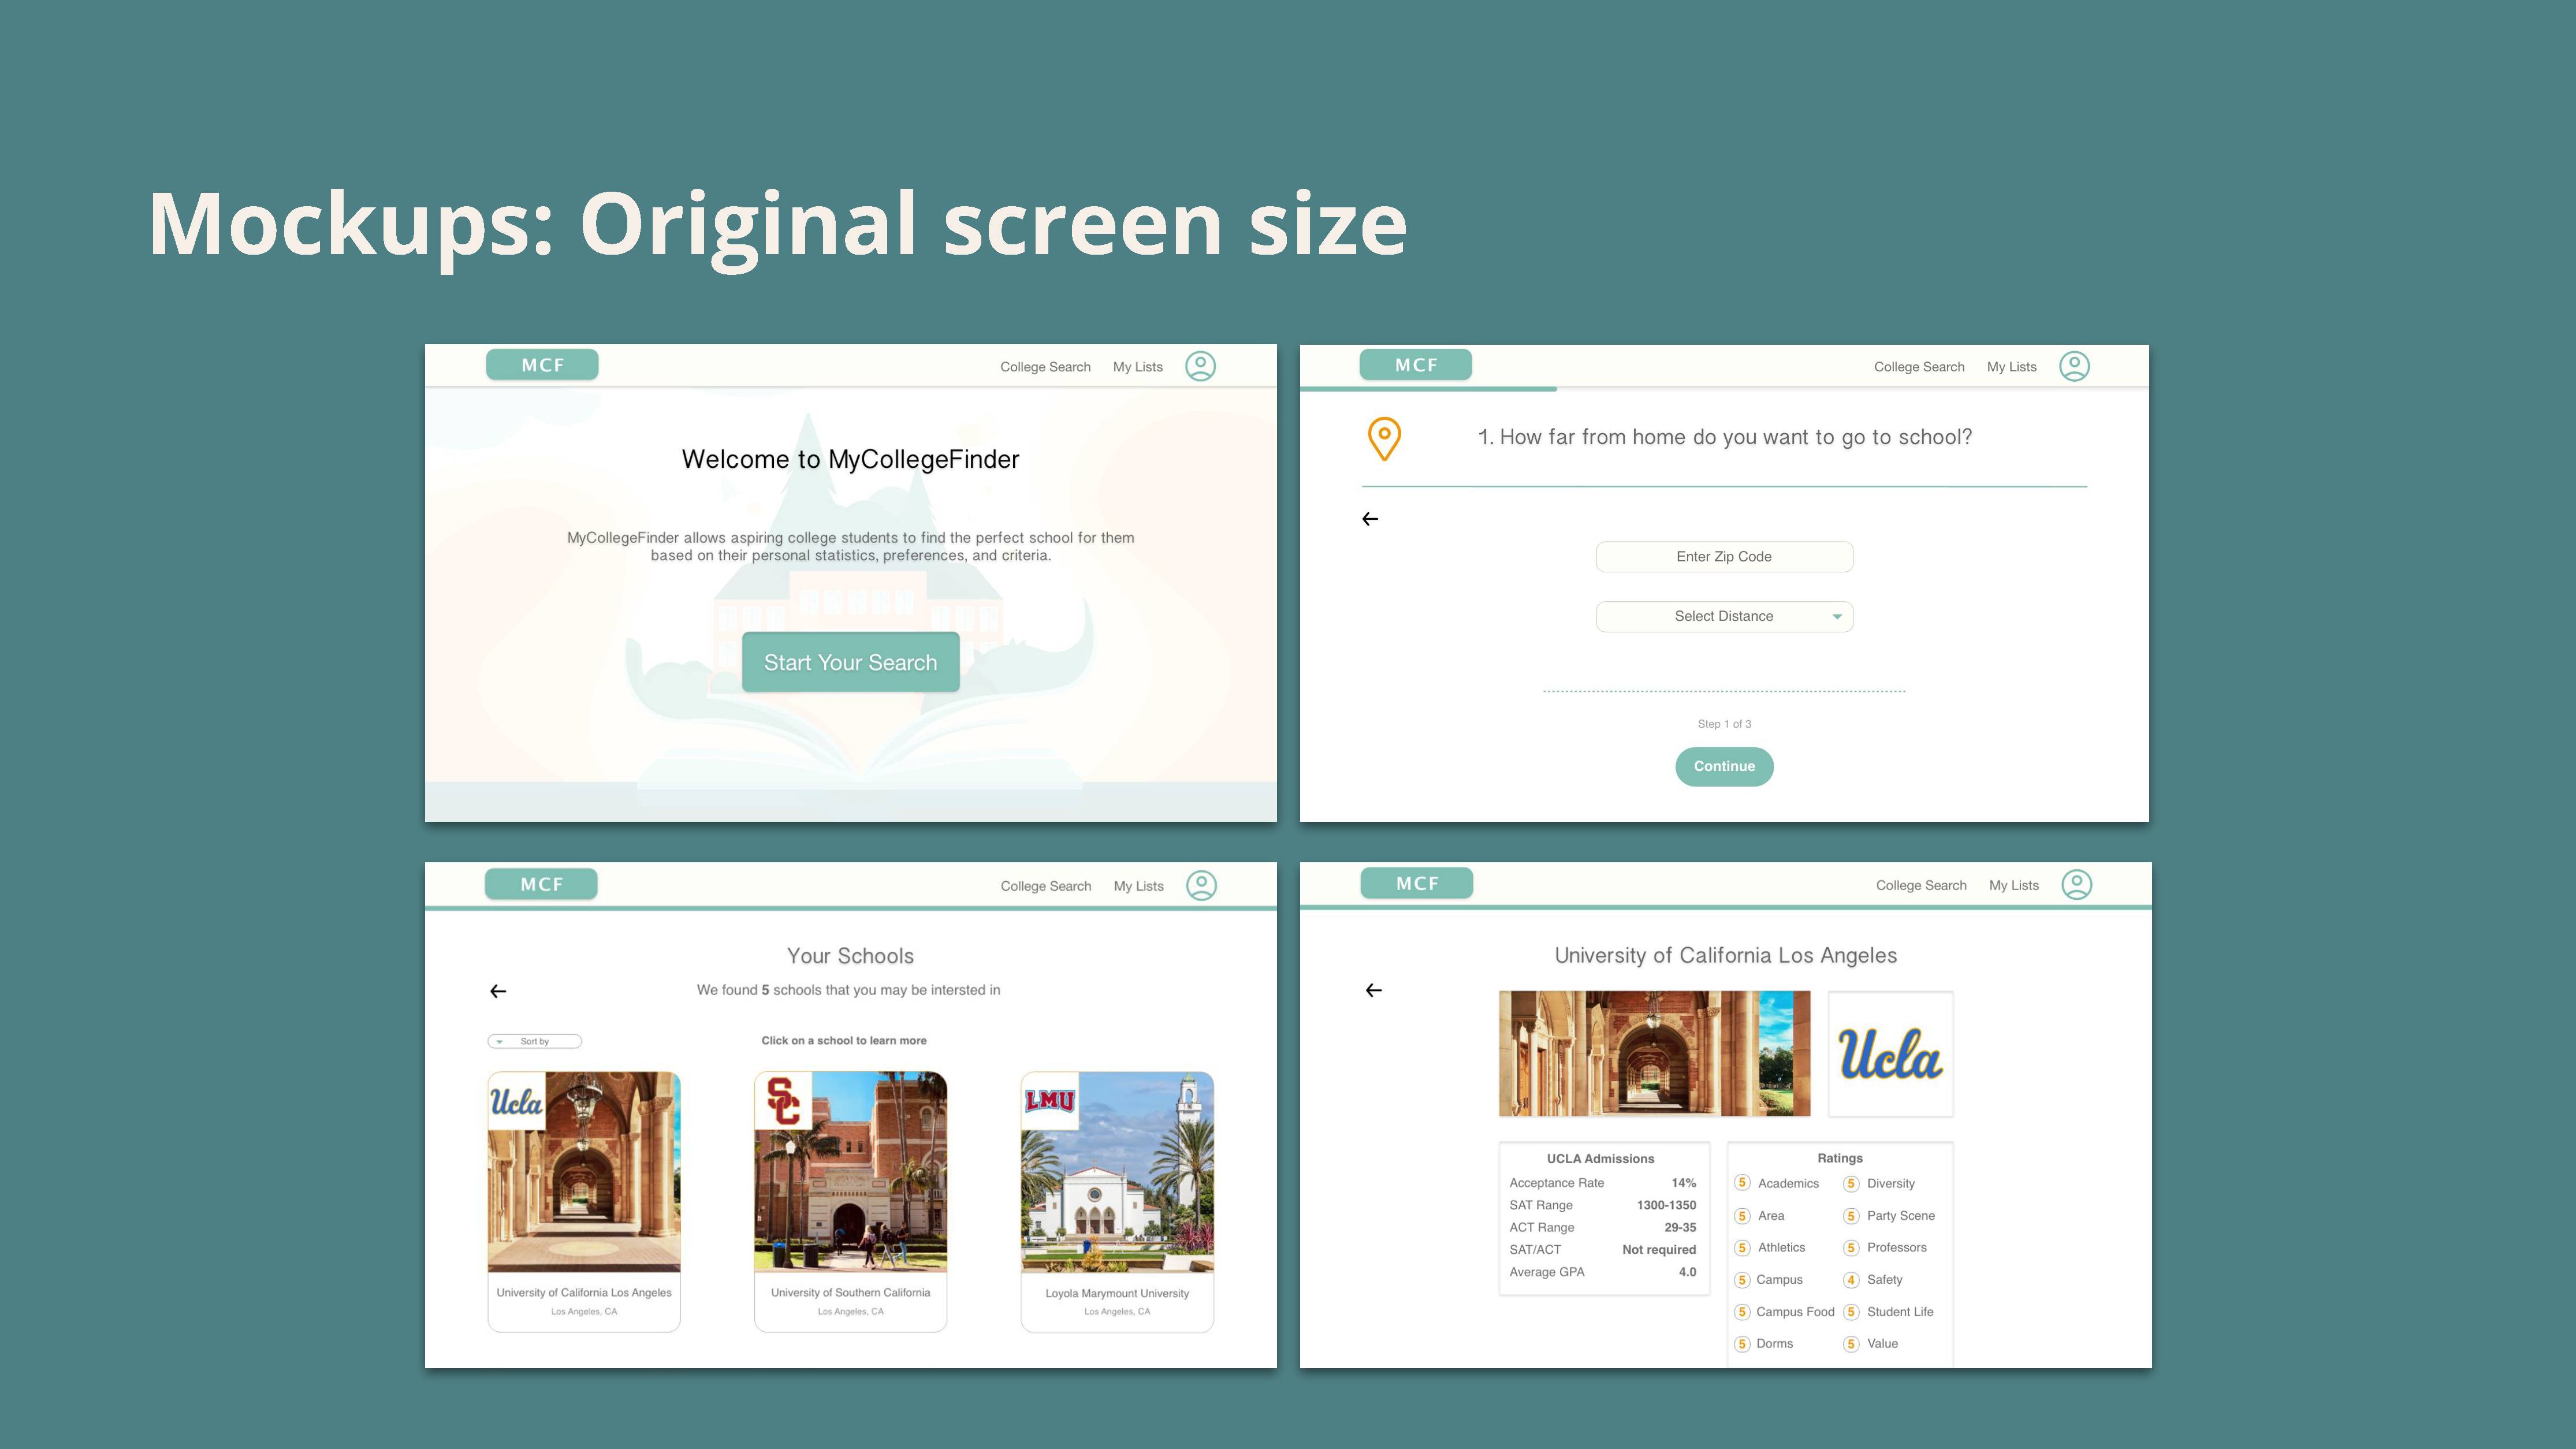 Mockups: Original screen size
MCF
College Search
My Lists
Welcome to MyCollegeFinder
MyCollegeFinder allows aspiring college students to find the perfect school for them
based on their personal statistics, preferences, and criteria.
Start Your Search
MCF
College Search
My Lists
1. How far from home do you want to go to school?
Enter Zip Code
Select Distance
Step 1 of 3
Continue
MCF
College Search
My Lists
Your Schools
We found 5 schools that you may be intersted in
Sort by
Click on a school to learn more
Ucla
University of California Los Angeles
Los Angeles, CA
SC
University of Southern California
Los Angeles, CA
LMU
Loyola Marymount University
Los Angeles, CA
MCF
College Search
My Lists
University of California Los Angeles
Ucla
UCLA Admissions
Acceptance Rate 14%
SAT Range 1300-1350
ACT Range 29-35
SAT/ACT Not required
Average GPA 4.0
Ratings
5 Academics 5 Diversity
5 Area 5 Party Scene
5 Athletics 5 Professors
5 Campus 4 Safety
5 Campus Food 5 Student Life
5 Dorms 5 Value